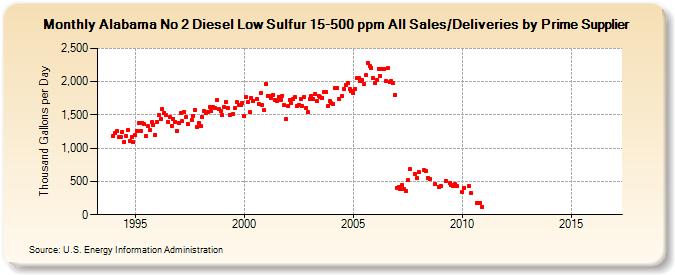 Monthly Alabama No 2 Diesel Low Sulfur 15-500 ppm All Sales/Deliveries by Prime Supplier
Thousand Gallons per Day
2,500
2,000
1,500
1,000
500
0
1995 2000 2005 2010 2015
Source: U.S. Energy Information Administration